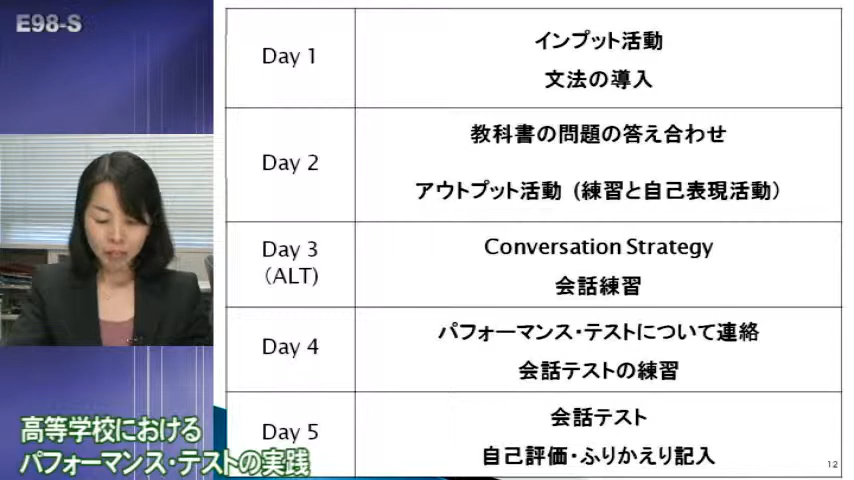 E98-S
Day 1
インプット活動
文法の導入
Day 2
教科書の問題の答え合わせ
アウトプット活動 (練習と自己表現活動)
Day 3
(ALT)
Conversation Strategy
会話練習
Day 4
パフォーマンス・テストについて連絡
会話テストの練習
Day 5
会話テスト
自己評価・ふりかえり記入
12
高等学校における
パフォーマンス・テストの実践